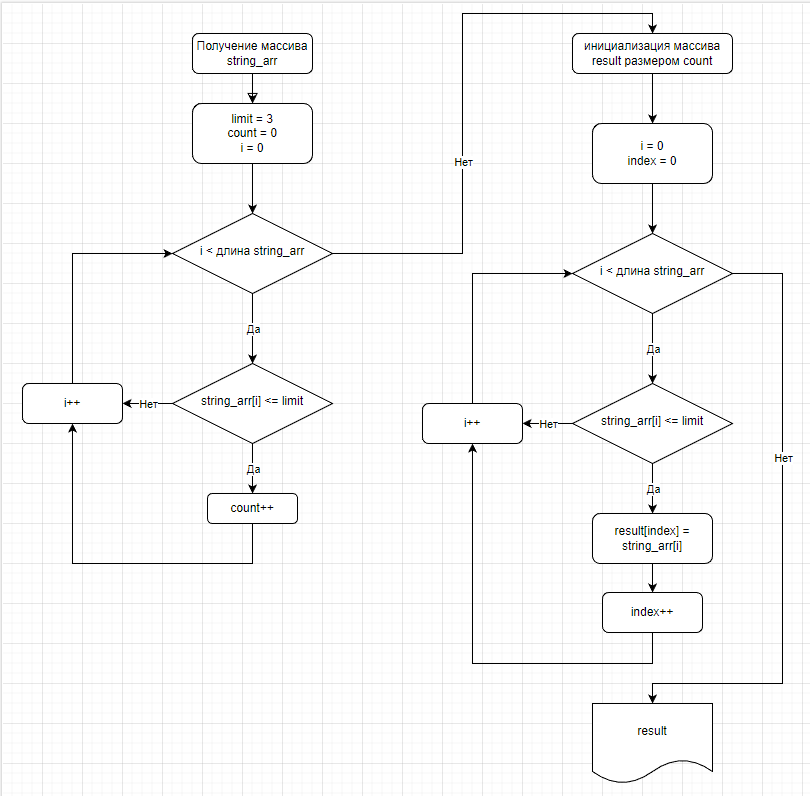 Получение массива
string_arr
limit = 3
count = 0
i = 0
i < длина string_arr
Да
string_arr[i] <= limit
Нет
i++
Да
count++
Нет
инициализация массива
result размером count
i = 0
index = 0
i < длина string_arr
Да
string_arr[i] <= limit
Нет
i++
Да
result[index] =
string_arr[i]
index++
Нет
result